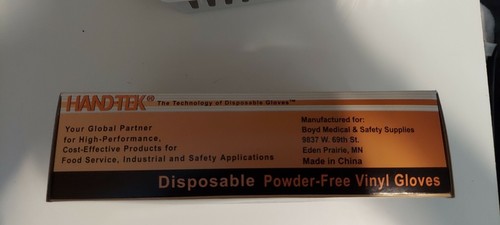 HAND-TEK® The Technology of Disposable Gloves™
Your Global Partner
for High-Performance,
Cost-Effective Products for
Food Service, Industrial and Safety Applications
Manufactured for:
Boyd Medical & Safety Supplies
9837 W. 69th St.
Eden Prairie, MN
Made in China
Disposable Powder-Free Vinyl Gloves